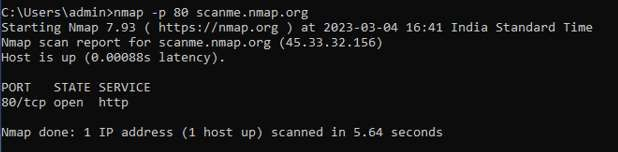 C:\Users\admin>nmap -p 80 scanme.nmap.org
Starting Nmap 7.93 ( https://nmap.org ) at 2023-03-04 16:41 India Standard Time
Nmap scan report for scanme.nmap.org (45.33.32.156)
Host is up (0.00088s latency).
PORT   STATE SERVICE
80/tcp open  http
Nmap done: 1 IP address (1 host up) scanned in 5.64 seconds